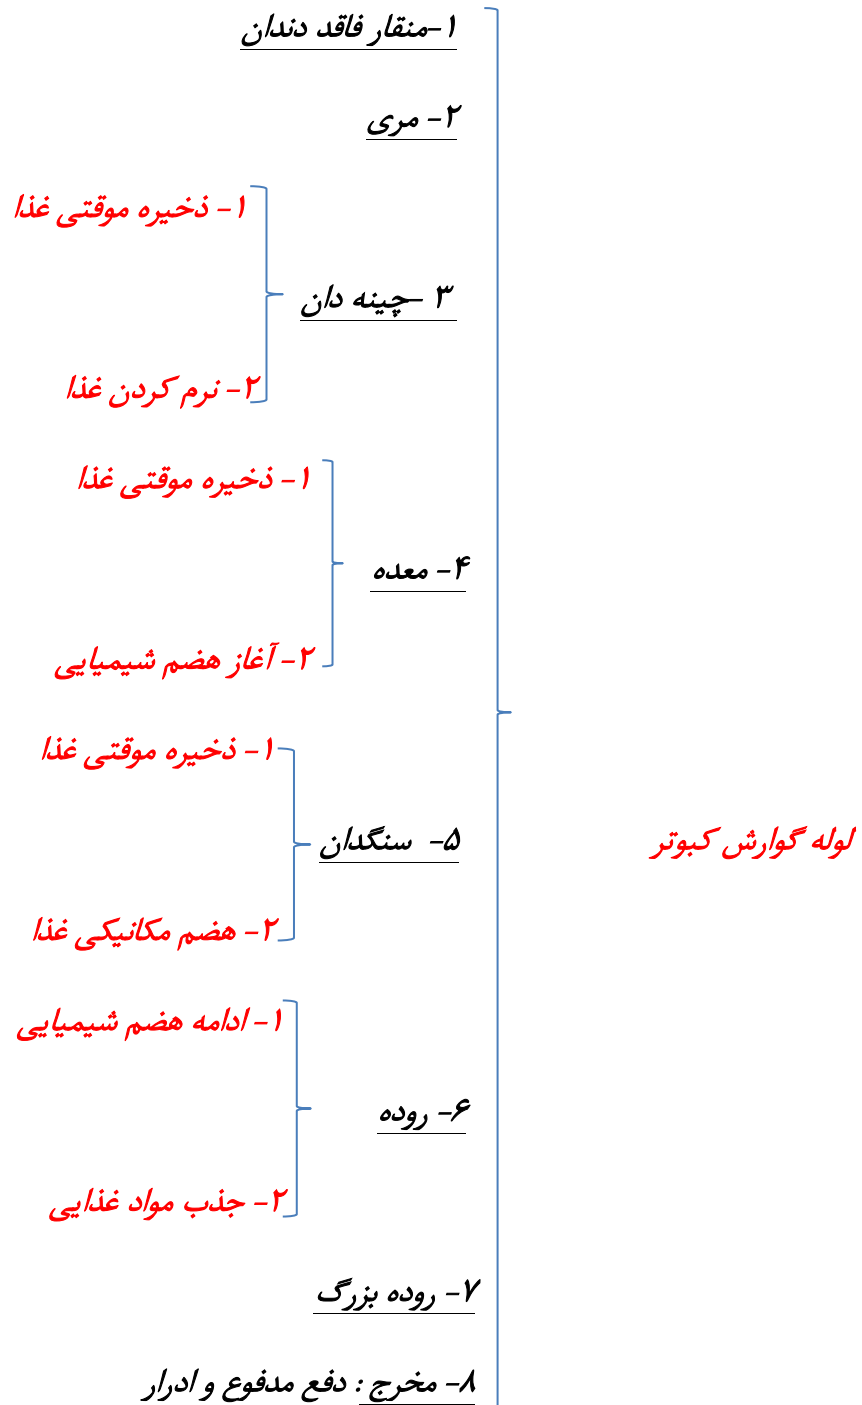 لوله گوارش کبوتر
۱-منقار فاقد دندان
۲- مری
۳ -چینه دان
۱- ذخیره موقتی غذا
۲- نرم کردن غذا
۴- معده
۱- ذخیره موقتی غذا
۲- آغاز هضم شیمیایی
۵- سنگدان
۱- ذخیره موقتی غذا
۲- هضم مکانیکی غذا
۶- روده
۱- ادامه هضم شیمیایی
۲- جذب مواد غذایی
۷- روده بزرگ
۸- مخرج : دفع مدفوع و ادرار